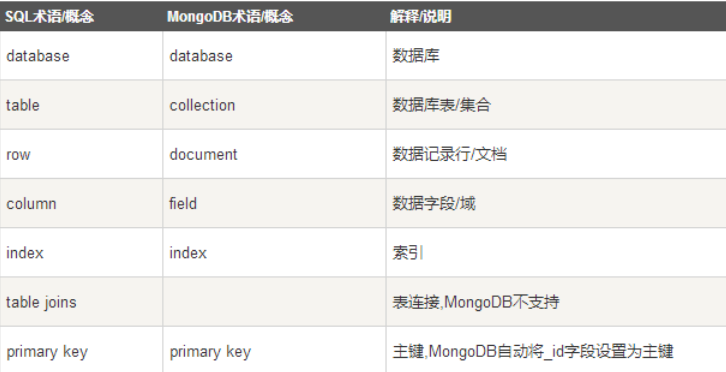 SQL术语/概念 MongoDB术语/概念 解释/说明
database database 数据库
table collection 数据库表/集合
row document 数据记录行/文档
column field 数据字段/域
index index 索引
table joins 表连接,MongoDB不支持
primary key primary key 主键,MongoDB自动将_id字段设置为主键